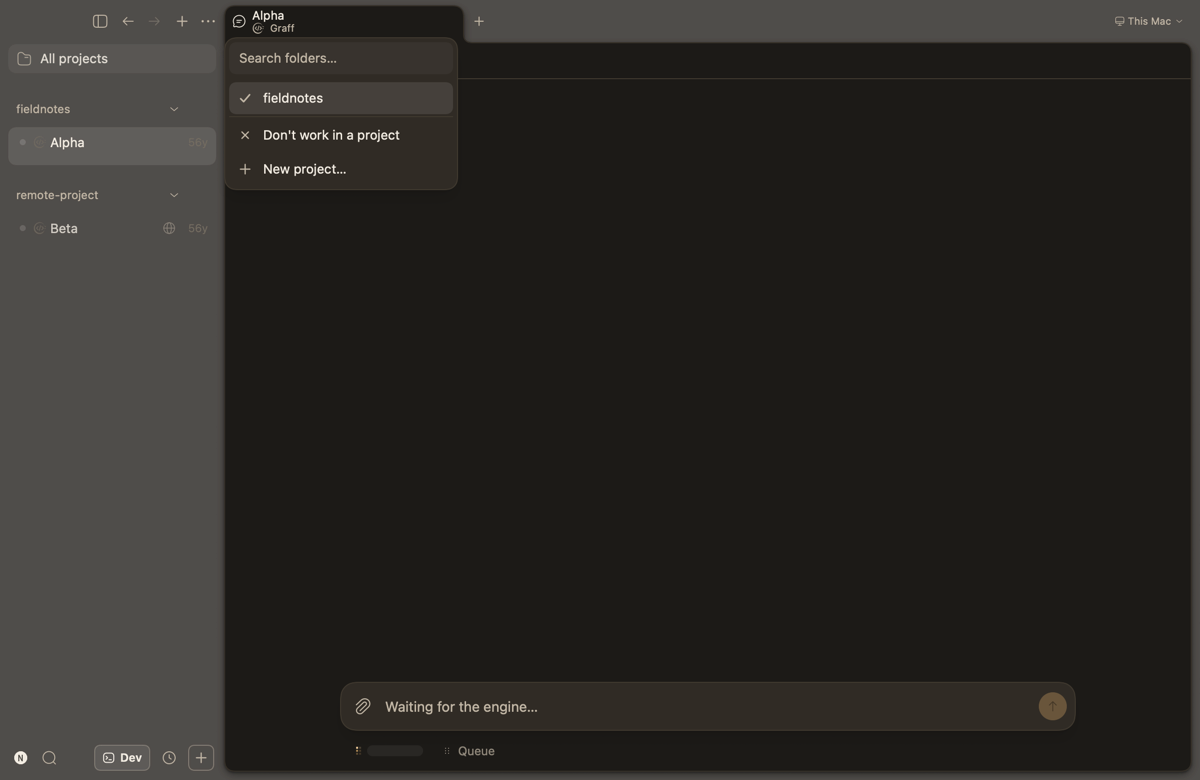 Alpha
Graff
This Mac
All projects
Search folders...
fieldnotes
fieldnotes
Alpha
56y
Don't work in a project
New project...
remote-project
Beta
56y
Waiting for the engine...
Queue
N
Dev